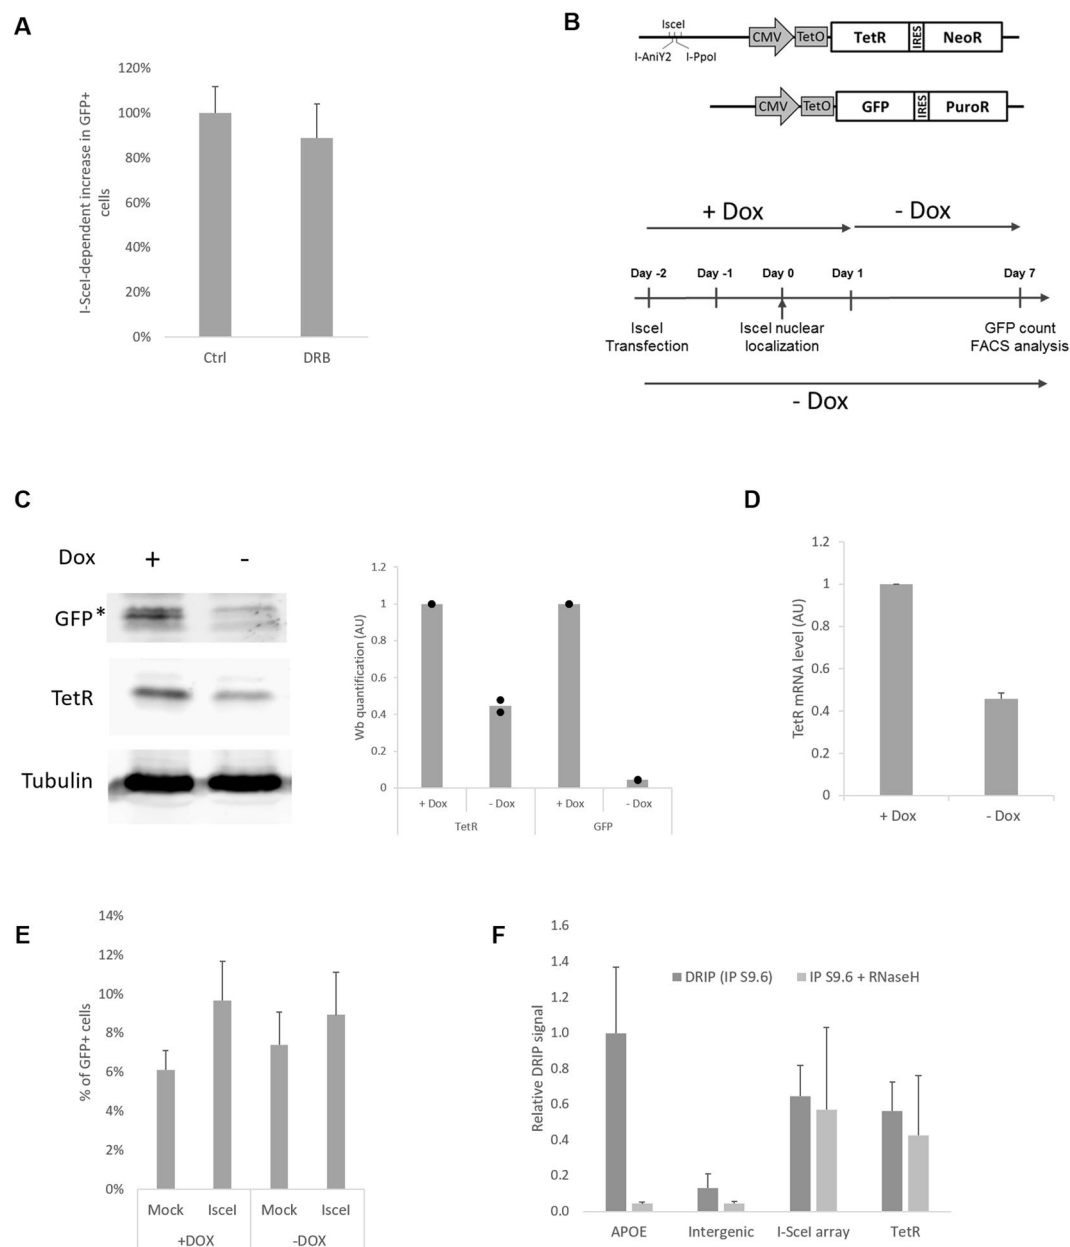 A
I-SceI-dependent increase in GFP+
cells
120%
100%
80%
60%
40%
20%
0%
Ctrl
DRB
B
IsceI
I-AniY2
I-PpoI
CMV
TetO
TetR
IRES
NeoR
CMV
TetO
GFP
IRES
PuroR
+ Dox
- Dox
Day -2
Day -1
Day 0
Day 1
Day 7
IsceI
Transfection
IsceI nuclear
localization
GFP count
FACS analysis
- Dox
C
Dox
+
-
GFP*
TetR
Tubulin
Wb quantification (AU)
1.2
1
0.8
0.6
0.4
0.2
0
+ Dox
- Dox
+ Dox
- Dox
TetR
GFP
D
TetR mRNA level (AU)
1.2
1
0.8
0.6
0.4
0.2
0
+ Dox
- Dox
E
% of GFP+ cells
14%
12%
10%
8%
6%
4%
2%
0%
Mock
IsceI
Mock
IsceI
+DOX
-DOX
F
Relative DRIP signal
1.6
1.4
1.2
1.0
0.8
0.6
0.4
0.2
0.0
DRIP (IP S9.6)
IP S9.6 + RNaseH
APOE
Intergenic
I-SceI array
TetR